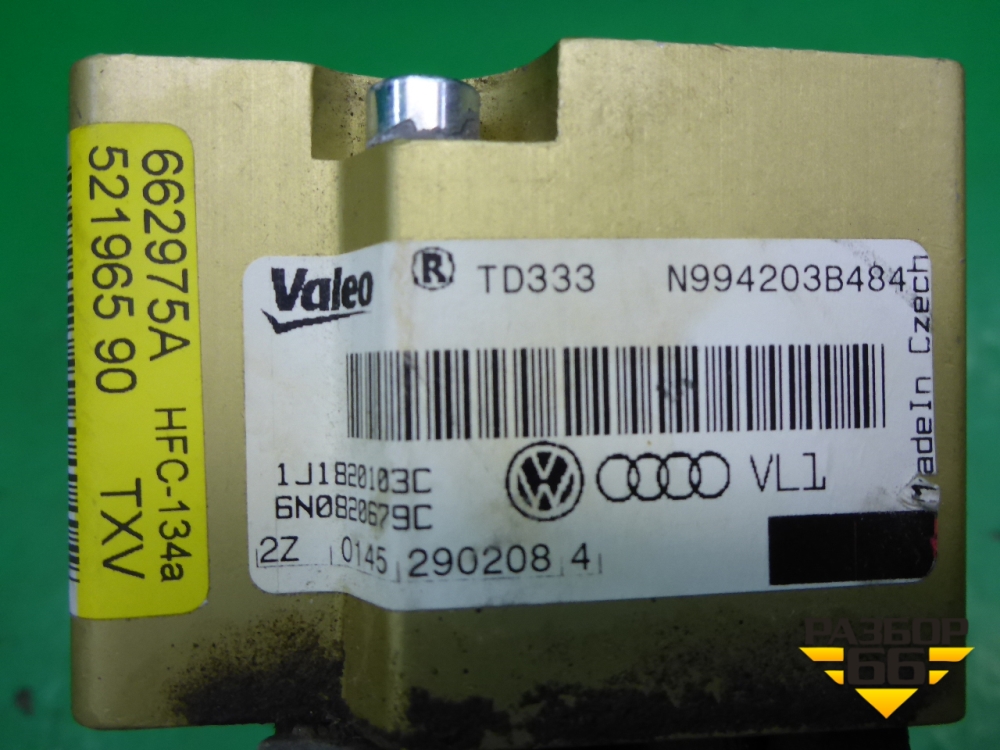 662975A HFC-134a
521965 90 TXV
Valeo ® TD333 N994203B484
MadeIn Czech
1J1820103C
6N0820679C
VL1
2Z 0145 290208 4
РАЗБОР
66